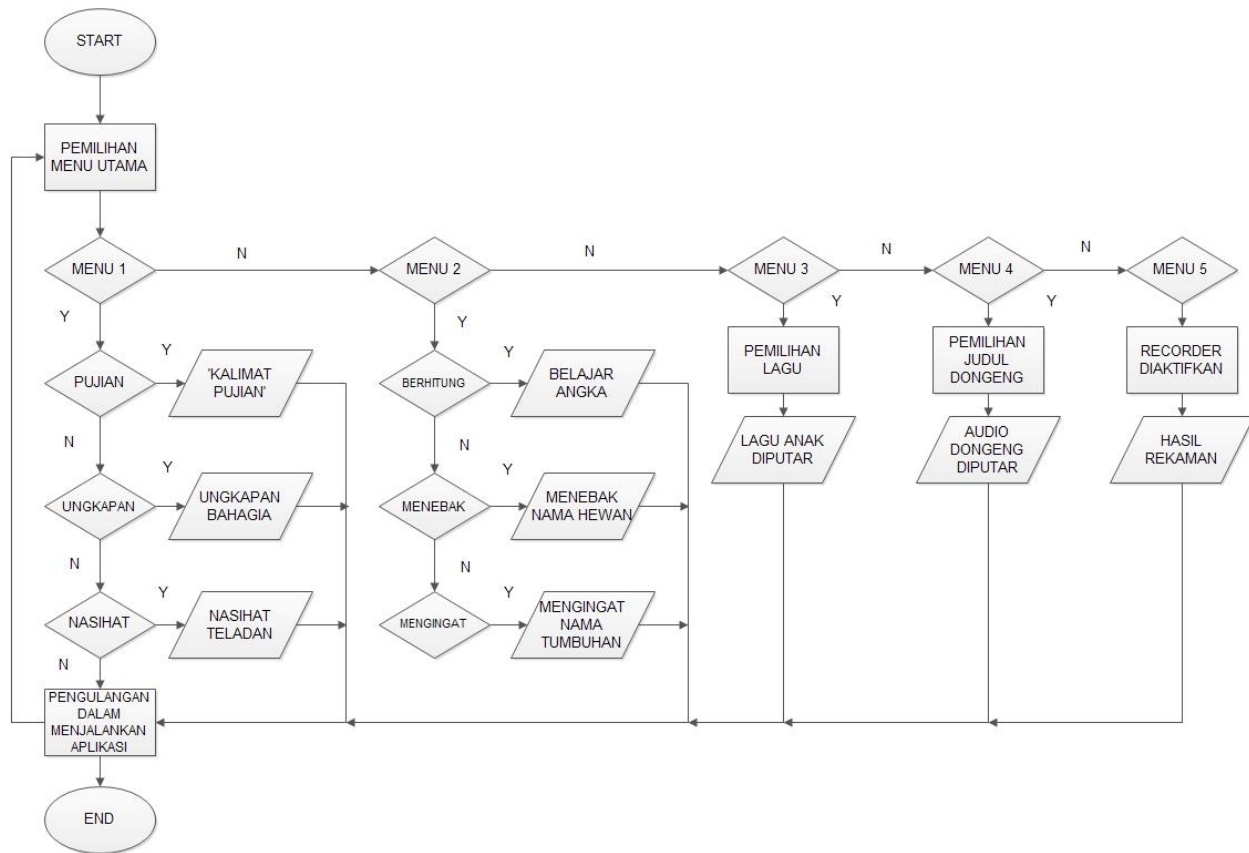 START
PEMILIHAN
MENU UTAMA
N
N
N
N
MENU 1
MENU 2
MENU 3
MENU 4
MENU 5
Y
Y
Y
Y
PUJIAN
Y
'KALIMAT
PUJIAN'
BERHITUNG
Y
BELAJAR
ANGKA
PEMILIHAN
LAGU
PEMILIHAN
JUDUL
DONGENG
RECORDER
DIAKTIFKAN
N
N
LAGU ANAK
DIPUTAR
AUDIO
DONGENG
DIPUTAR
HASIL
REKAMAN
UNGKAPAN
Y
UNGKAPAN
BAHAGIA
MENEBAK
Y
MENEBAK
NAMA HEWAN
N
N
NASIHAT
Y
NASIHAT
TELADAN
MENGINGAT
Y
MENGINGAT
NAMA
TUMBUHAN
N
PENGULANGAN
DALAM
MENJALANKAN
APLIKASI
END